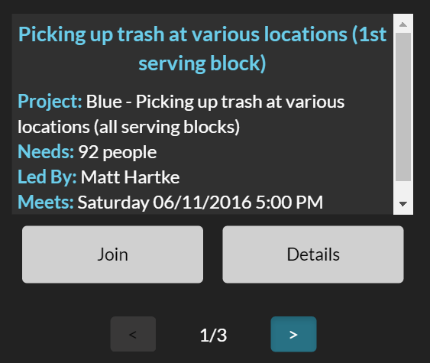 Picking up trash at various locations (1st
serving block)
Project: Blue - Picking up trash at various
locations (all serving blocks)
Needs: 92 people
Led By: Matt Hartke
Meets: Saturday 06/11/2016 5:00 PM
Join Details
< 1/3 >